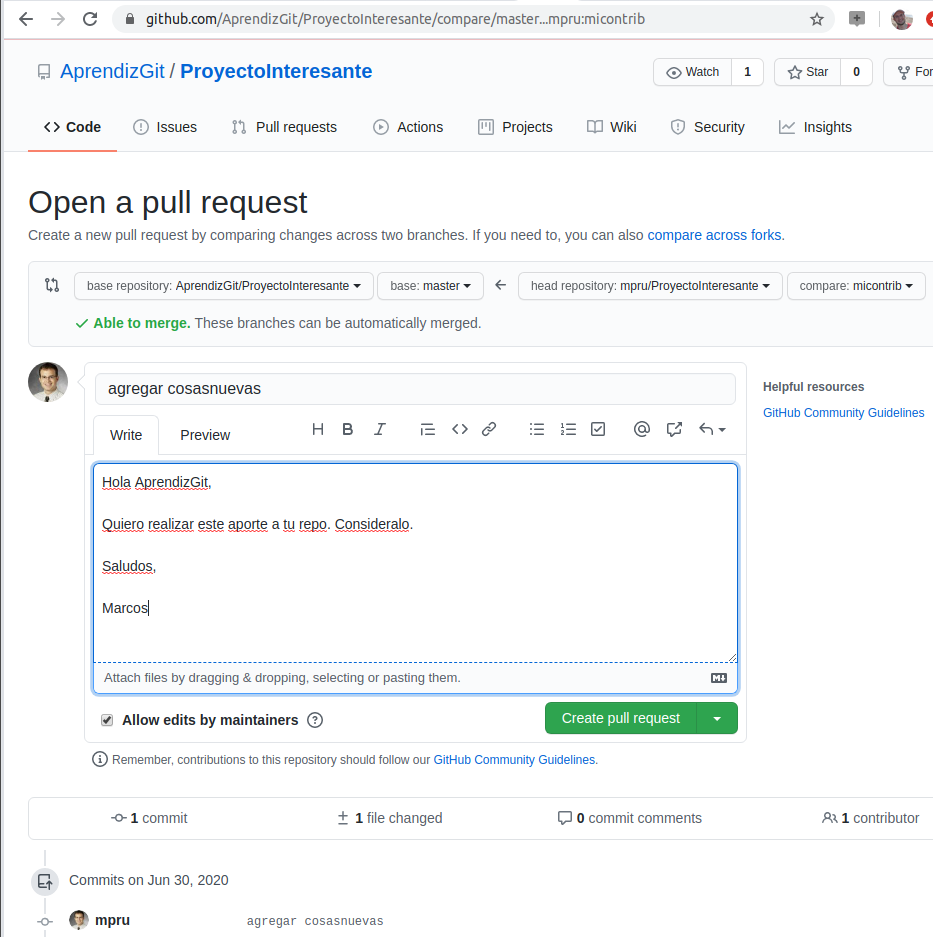 github.com/AprendizGit/ProyectoInteresante/compare/master...mpru:micontrib
AprendizGit / ProyectoInteresante
Watch 1
Star 0
For
Code
Issues
Pull requests
Actions
Projects
Wiki
Security
Insights
Open a pull request
Create a new pull request by comparing changes across two branches. If you need to, you can also compare across forks.
base repository: AprendizGit/ProyectoInteresante
base: master
head repository: mpru/ProyectoInteresante
compare: micontrib
Able to merge. These branches can be automatically merged.
agregar cosasnuevas
Helpful resources
GitHub Community Guidelines
Write
Preview
Hola AprendizGit,
Quiero realizar este aporte a tu repo. Consideralo.
Saludos,
Marcos
Attach files by dragging & dropping, selecting or pasting them.
Allow edits by maintainers
Create pull request
Remember, contributions to this repository should follow our GitHub Community Guidelines.
1 commit
1 file changed
0 commit comments
1 contributor
Commits on Jun 30, 2020
mpru
agregar cosasnuevas